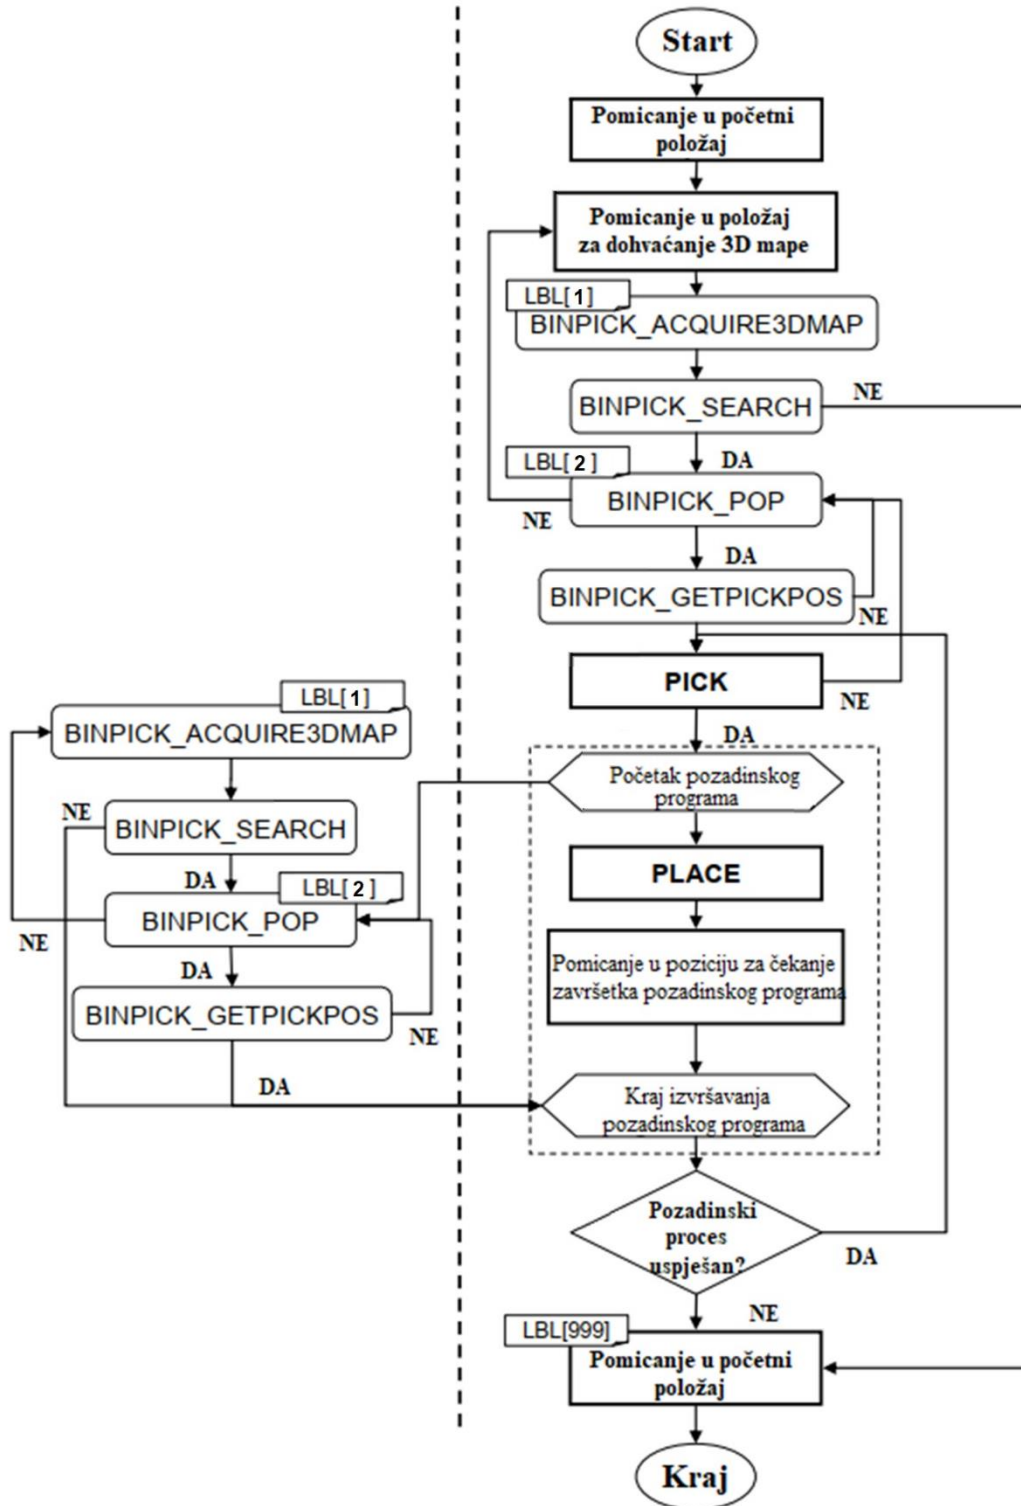 Start
Pomicanje u početni
položaj
Pomicanje u položaj
za dohvaćanje 3D mape
LBL[1]
BINPICK_ACQUIRE3DMAP
BINPICK_SEARCH
NE
DA
LBL[2]
BINPICK_POP
NE
DA
BINPICK_GETPICKPOS
NE
PICK
NE
DA
Početak pozadinskog
programa
PLACE
Pomicanje u poziciju za čekanje
završetka pozadinskog programa
Kraj izvršavanja
pozadinskog programa
Pozadinski
proces
uspješan?
DA
NE
LBL[999]
Pomicanje u početni
položaj
Kraj
LBL[1]
BINPICK_ACQUIRE3DMAP
NE
BINPICK_SEARCH
DA
LBL[2]
BINPICK_POP
NE
DA
BINPICK_GETPICKPOS
NE
DA